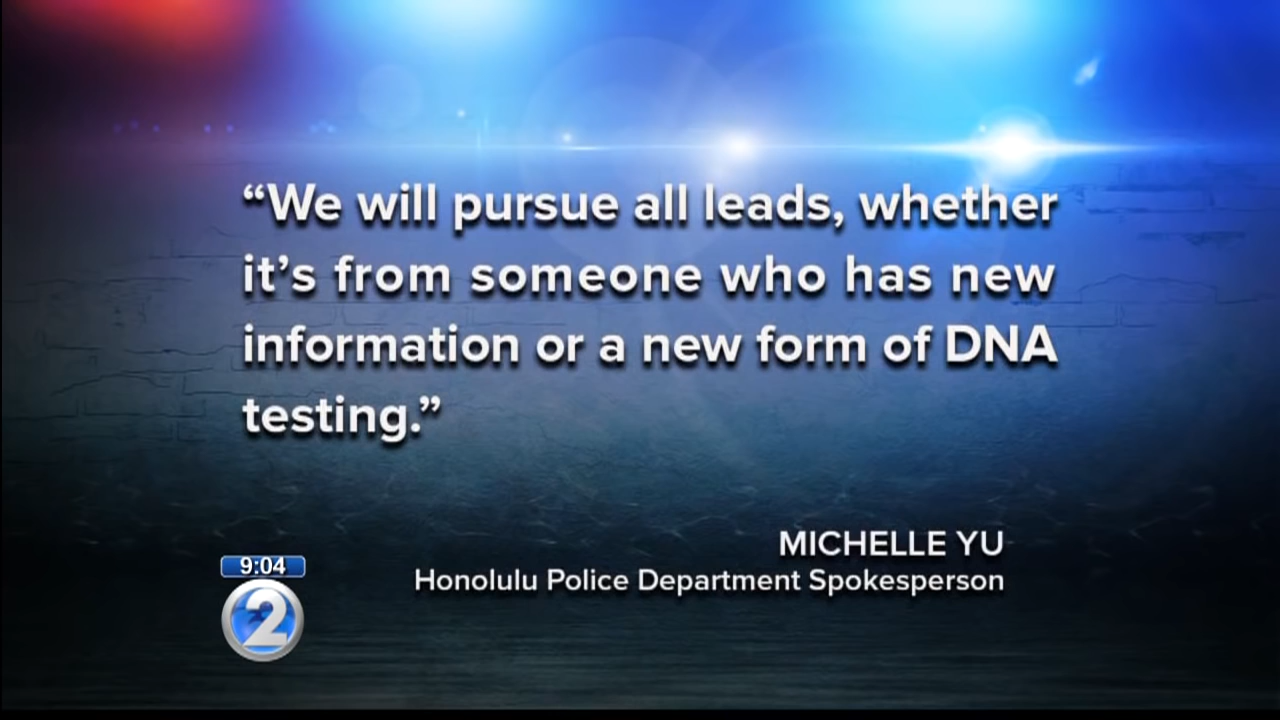 “We will pursue all leads, whether
it’s from someone who has new
information or a new form of DNA
testing.”
MICHELLE YU
Honolulu Police Department Spokesperson
9:04
2